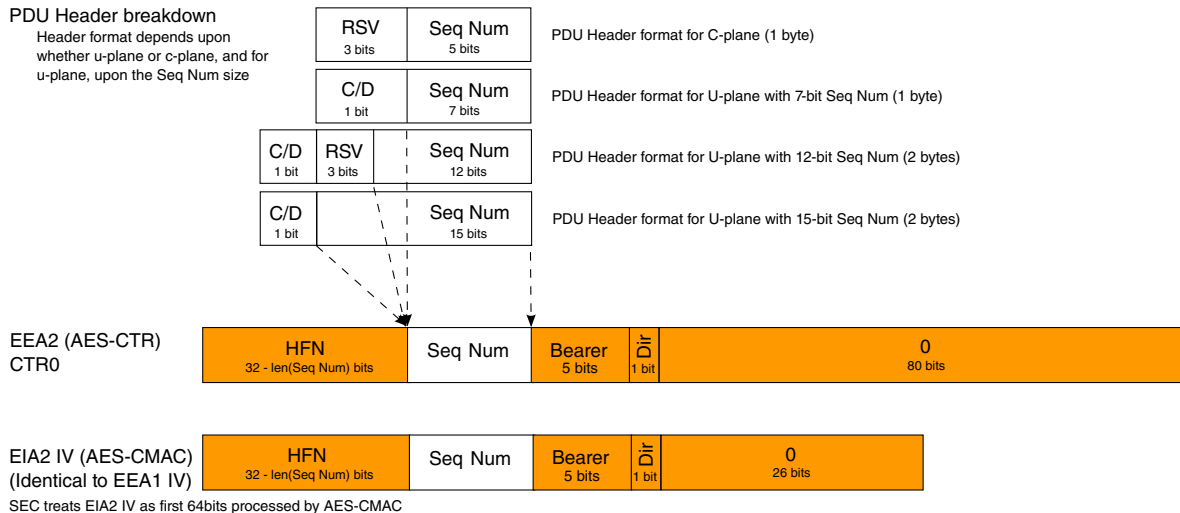 PDU Header breakdown
Header format depends upon
whether u-plane or c-plane, and for
u-plane, upon the Seq Num size
RSV
3 bits
Seq Num
5 bits
PDU Header format for C-plane (1 byte)
C/D
1 bit
Seq Num
7 bits
PDU Header format for U-plane with 7-bit Seq Num (1 byte)
C/D
1 bit
RSV
3 bits
Seq Num
12 bits
PDU Header format for U-plane with 12-bit Seq Num (2 bytes)
C/D
1 bit
Seq Num
15 bits
PDU Header format for U-plane with 15-bit Seq Num (2 bytes)
EEA2 (AES-CTR)
CTR0
HFN
32 - len(Seq Num) bits
Seq Num
Bearer
5 bits
Dir
1 bit
0
80 bits
EIA2 IV (AES-CMAC)
(Identical to EEA1 IV)
HFN
32 - len(Seq Num) bits
Seq Num
Bearer
5 bits
Dir
1 bit
0
26 bits
SEC treats EIA2 IV as first 64bits processed by AES-CMAC